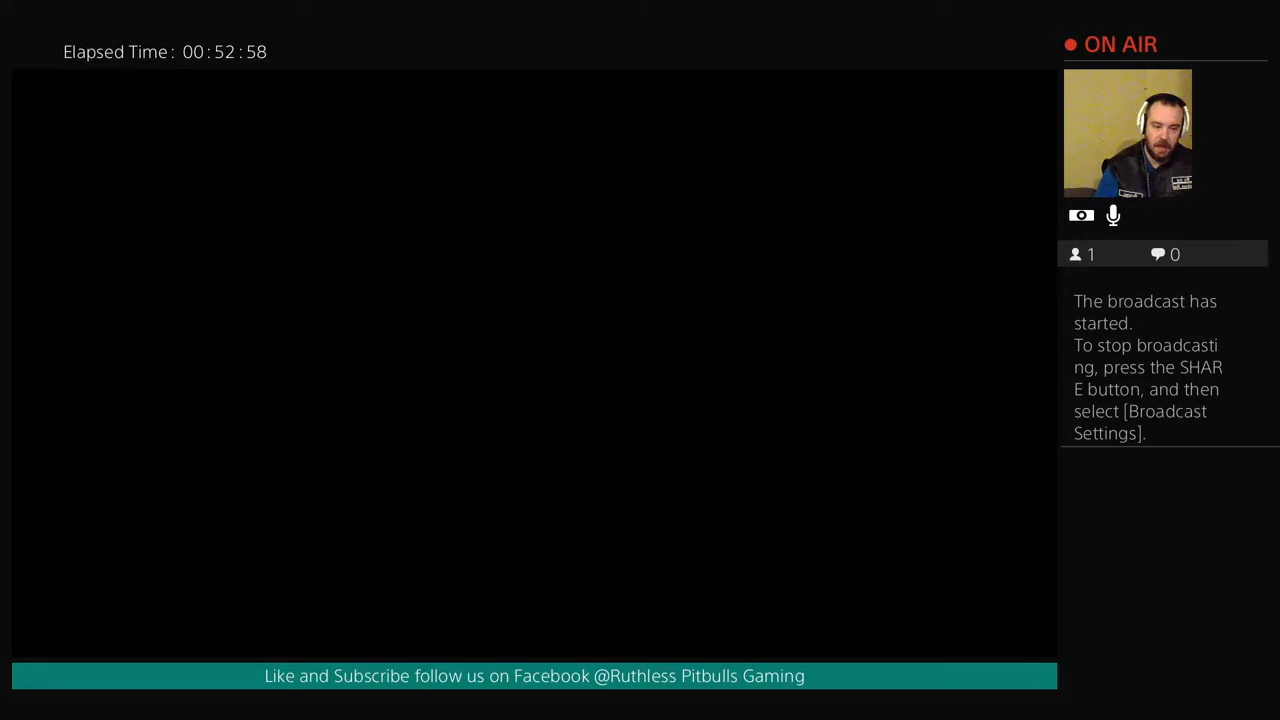 Elapsed Time: 00:52:58
ON AIR
1
0
The broadcast has
started.
To stop broadcasti
ng, press the SHAR
E button, and then
select [Broadcast
Settings].
Like and Subscribe follow us on Facebook @Ruthless Pitbulls Gaming